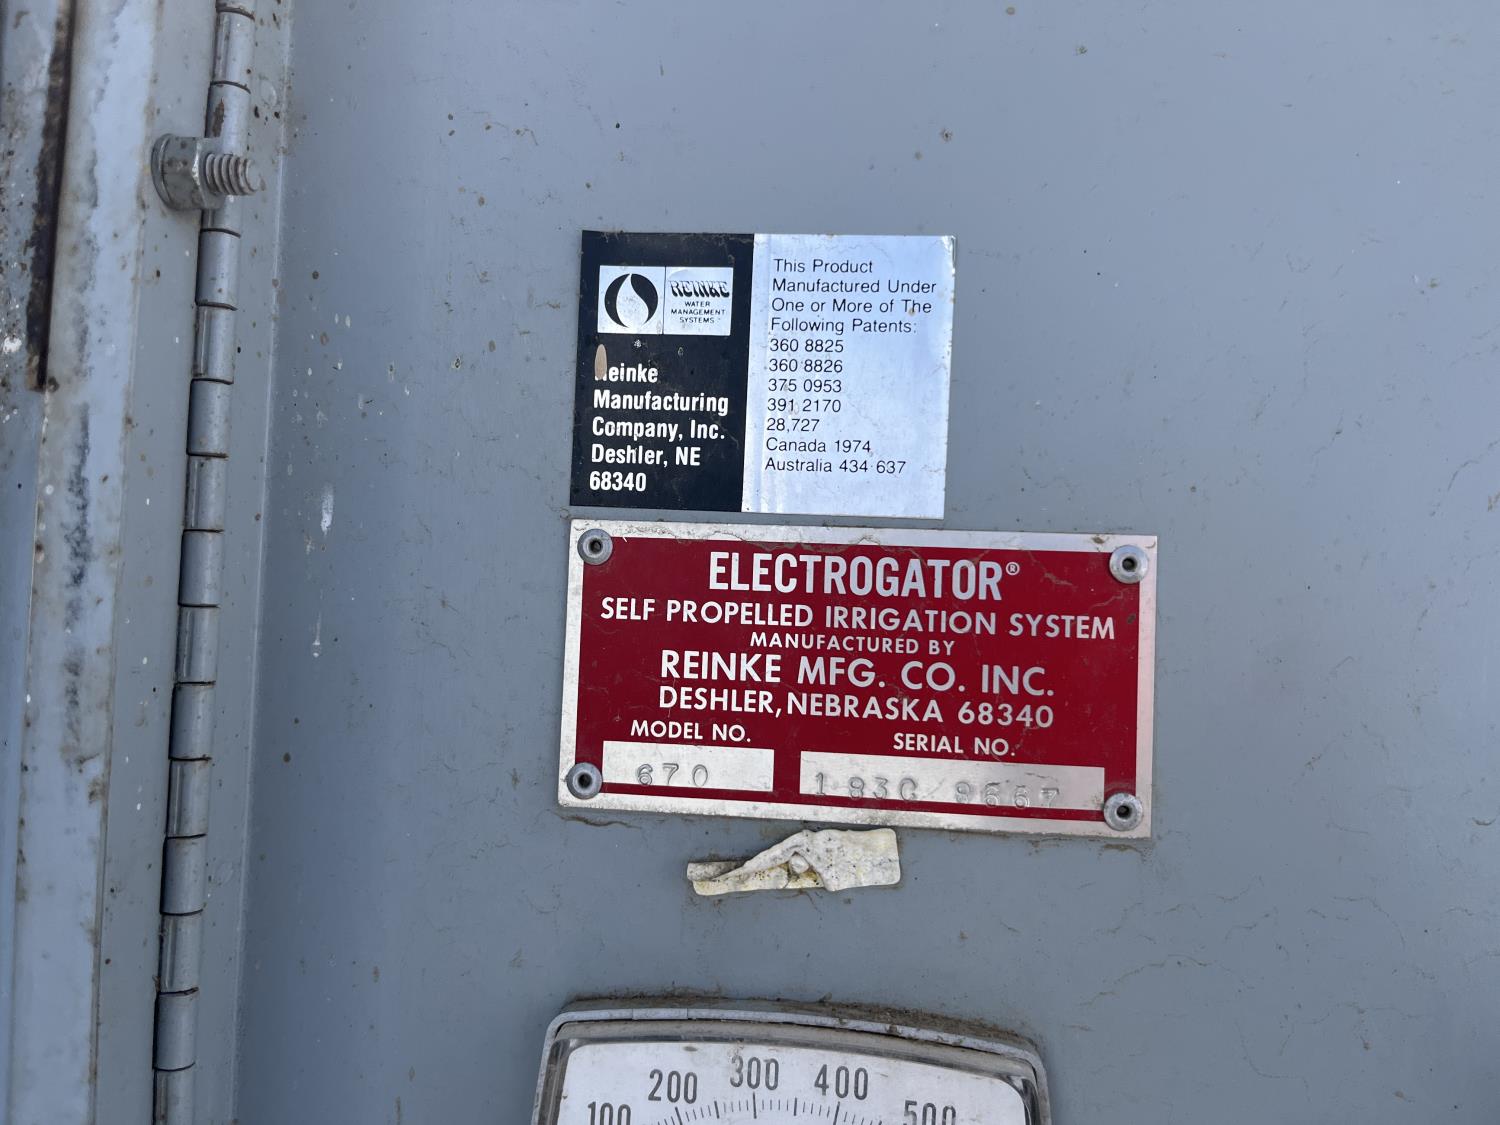 REINKE
WATER
MANAGEMENT
SYSTEMS™
Reinke
Manufacturing
Company, Inc.
Deshler, NE
68340
This Product
Manufactured Under
One or More of The
Following Patents:
360 8825
360 8826
375 0953
391 2170
28,727
Canada 1974
Australia 434 637
ELECTROGATOR®
SELF PROPELLED IRRIGATION SYSTEM
MANUFACTURED BY
REINKE MFG. CO. INC.
DESHLER, NEBRASKA 68340
MODEL NO. SERIAL NO.
670
100 200 300 400 500